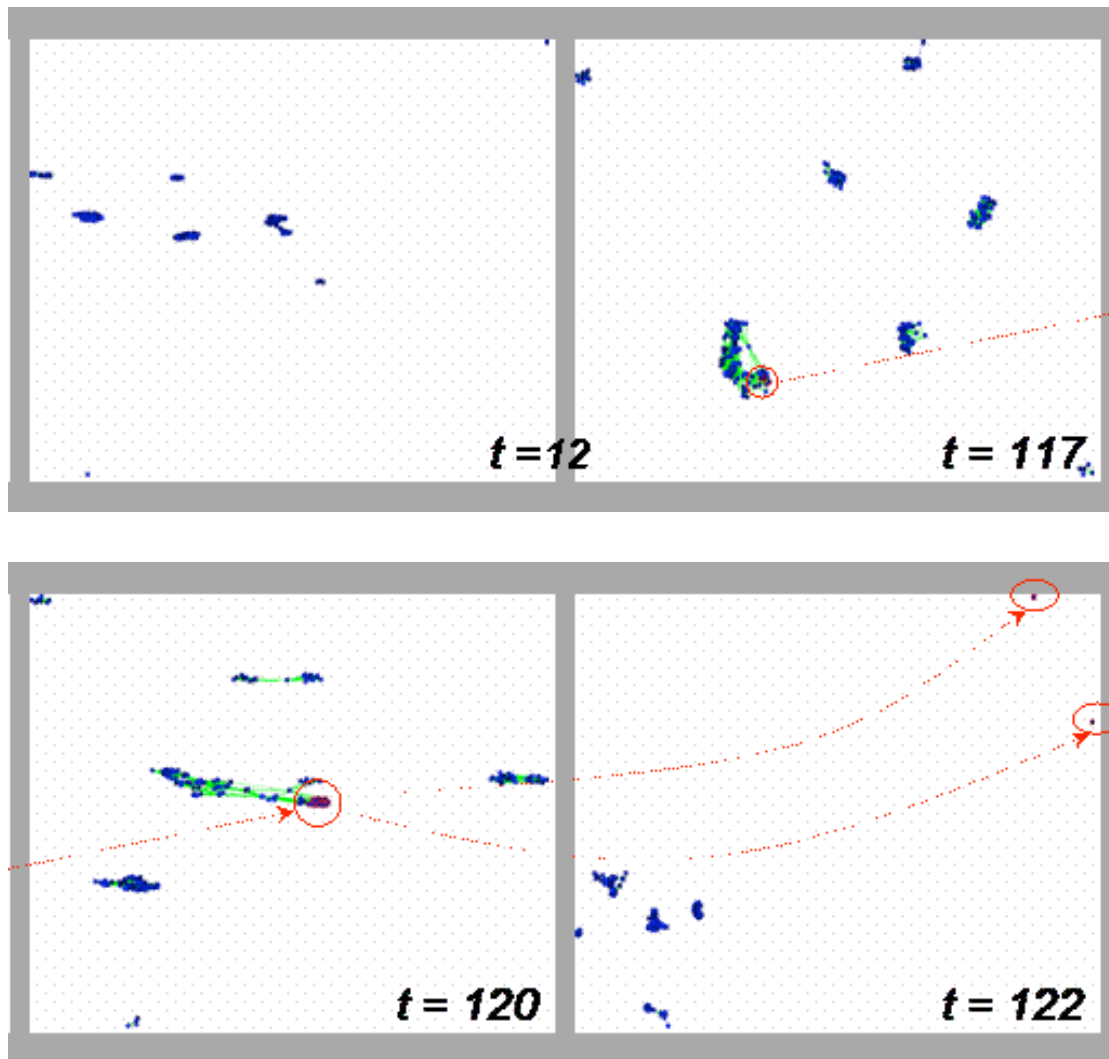 t =12
t = 117
t = 120
t = 122